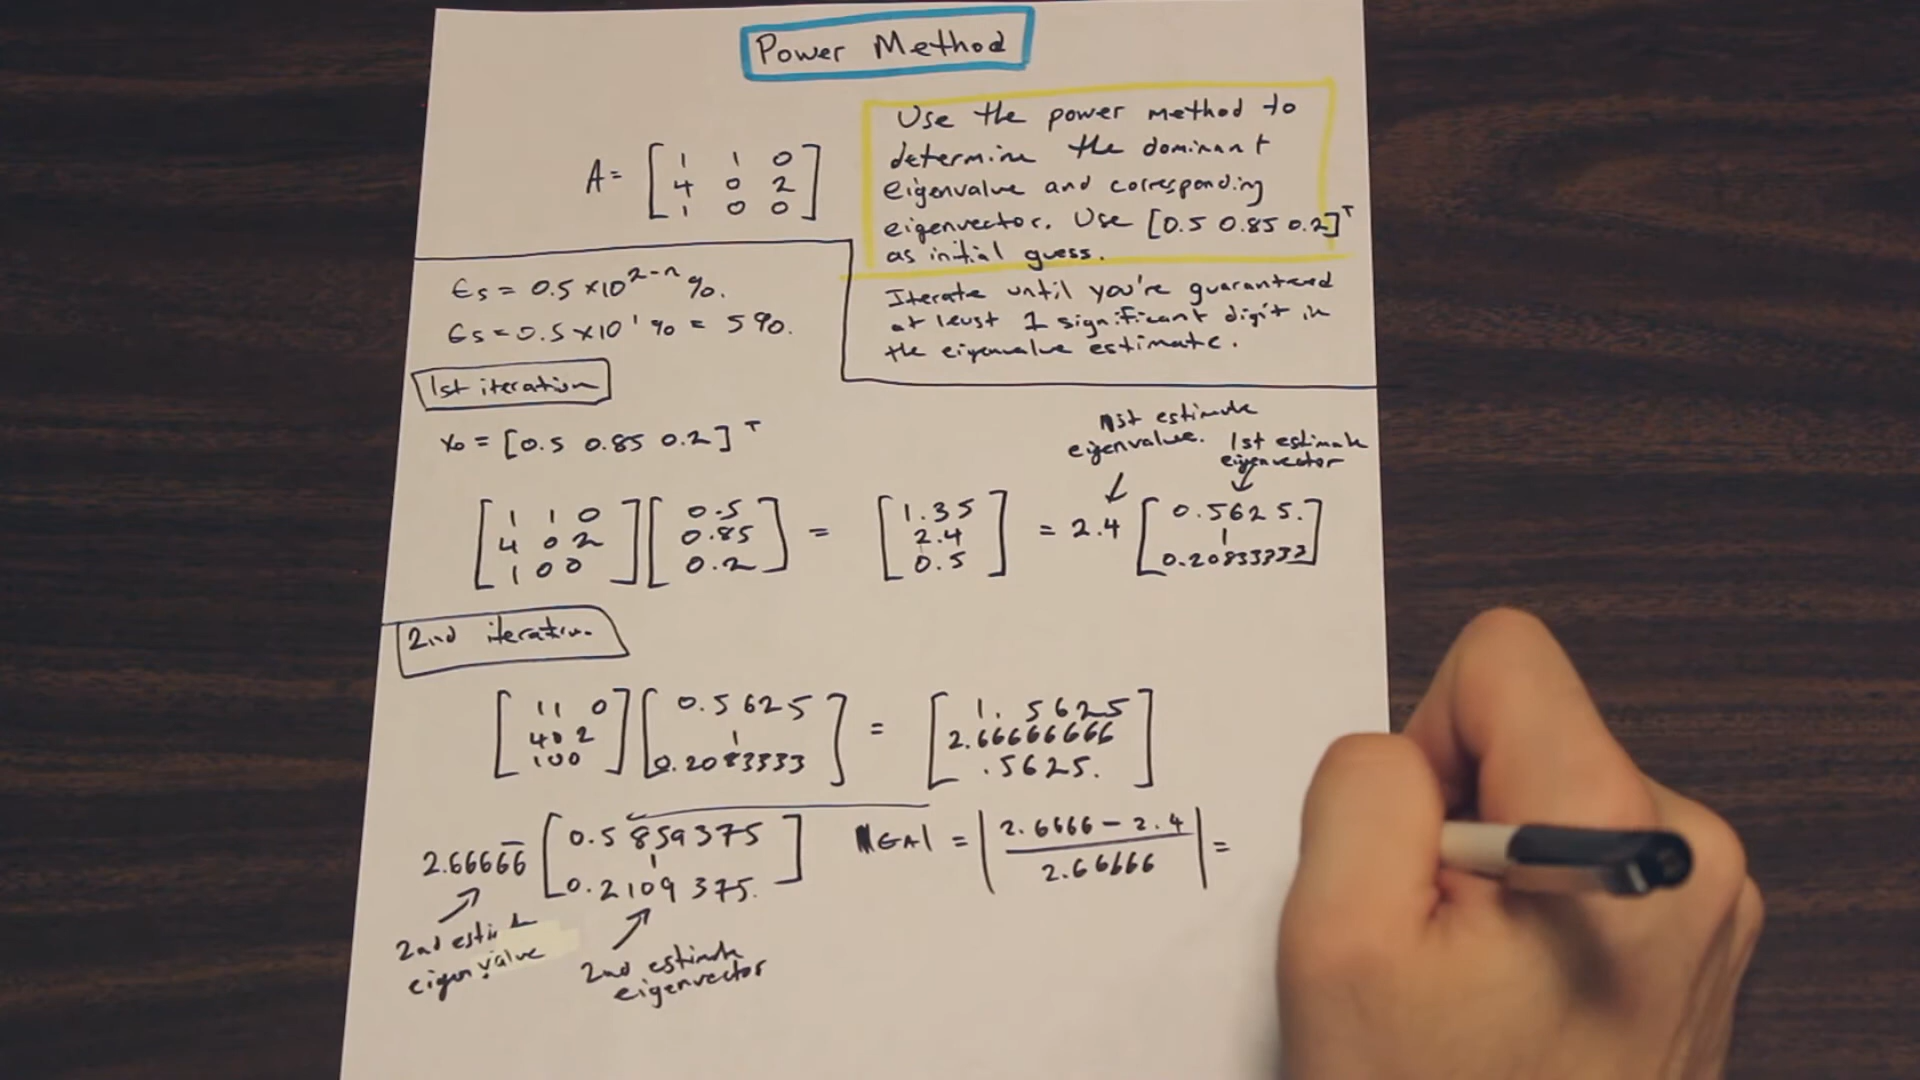 Power Method
A= [1 1 0
4 0 2
1 0 0]
Use the power method to
determine the dominant
eigenvalue and corresponding
eigenvector. Use [0.5 0.85 0.2]ᵀ
as initial guess.
Iterate until you're guaranteed
at least 1 significant digit in
the eigenvalue estimate.
Es = 0.5 ×10²⁻ⁿ %.
Es = 0.5 ×10¹ % = 5 %.
1st iteration
x₀ = [0.5 0.85 0.2]ᵀ
1st estimate
eigenvalue.
1st estimate
eigenvector
[1 1 0] [0.5] = [1.35] = 2.4 [0.5625.]
[4 0 2] [0.85] [2.4] [1]
[1 0 0] [0.2] [0.5] [0.20833333]
2nd iteration
[1 1 0] [0.5625] = [1.5625]
[4 0 2] [1] [2.66666666]
[1 0 0] [0.2083333] [.5625.]
2.66666 [0.5859375
1
0.2109375.]
|EA| = |2.6666 - 2.4 / 2.66666| =
2nd
eigenvalue
2nd estimate
eigenvector